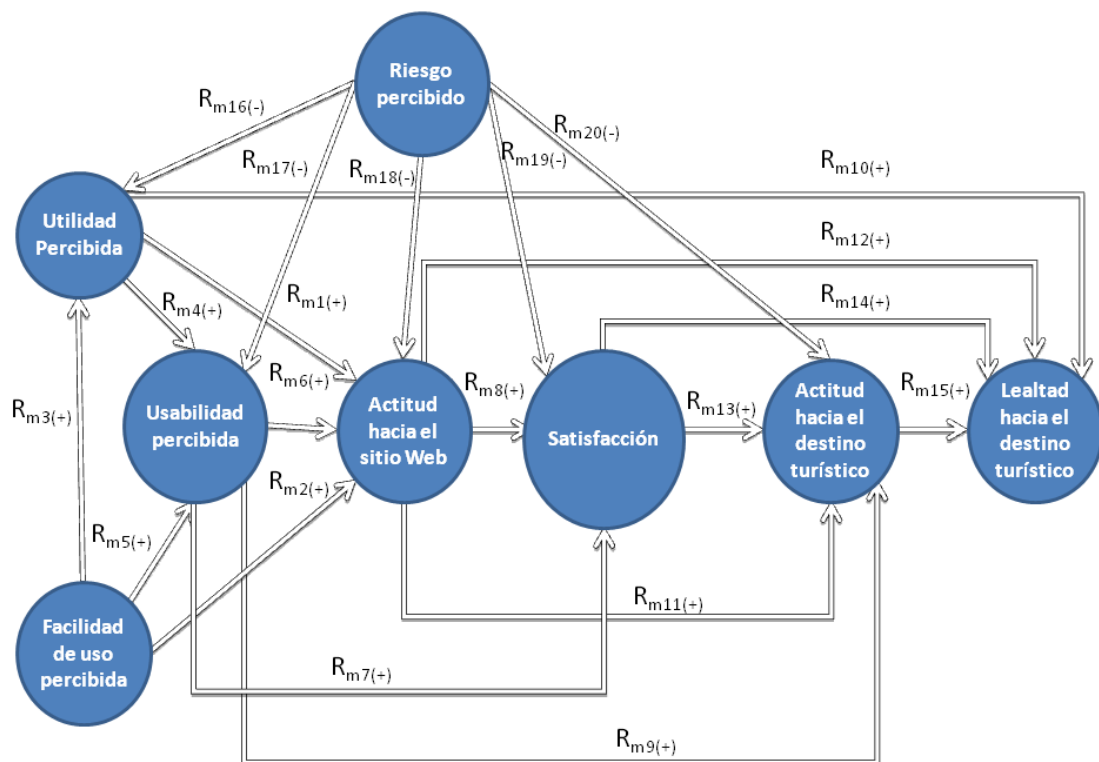 Riesgo
percibido
Rm16(-)
Rm17(-)
Rm18(-)
Rm19(-)
Rm20(-)
Rm10(+)
Utilidad
Percibida
Rm12(+)
Rm4(+)
Rm1(+)
Rm14(+)
Rm3(+)
Usabilidad
percibida
Rm6(+)
Actitud
hacia el
sitio Web
Rm8(+)
Satisfacción
Rm13(+)
Actitud
hacia el
destino
turístico
Rm15(+)
Lealtad
hacia el
destino
turístico
Rm2(+)
Rm5(+)
Facilidad
de uso
percibida
Rm11(+)
Rm7(+)
Rm9(+)